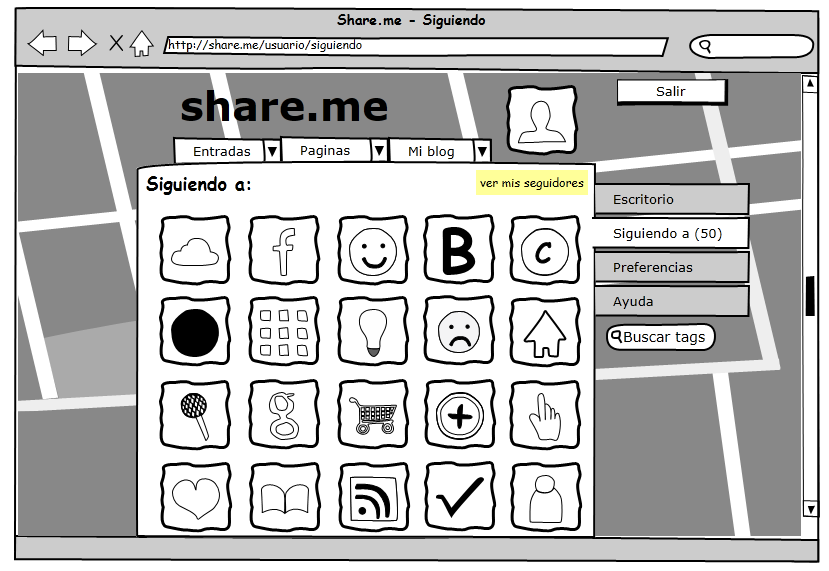 Share.me - Siguiendo
http://share.me/usuario/siguiendo
share.me
Salir
Entradas
Paginas
Mi blog
Siguiendo a:
ver mis seguidores
Escritorio
Siguiendo a (50)
Preferencias
Ayuda
Buscar tags
f
B
c
g